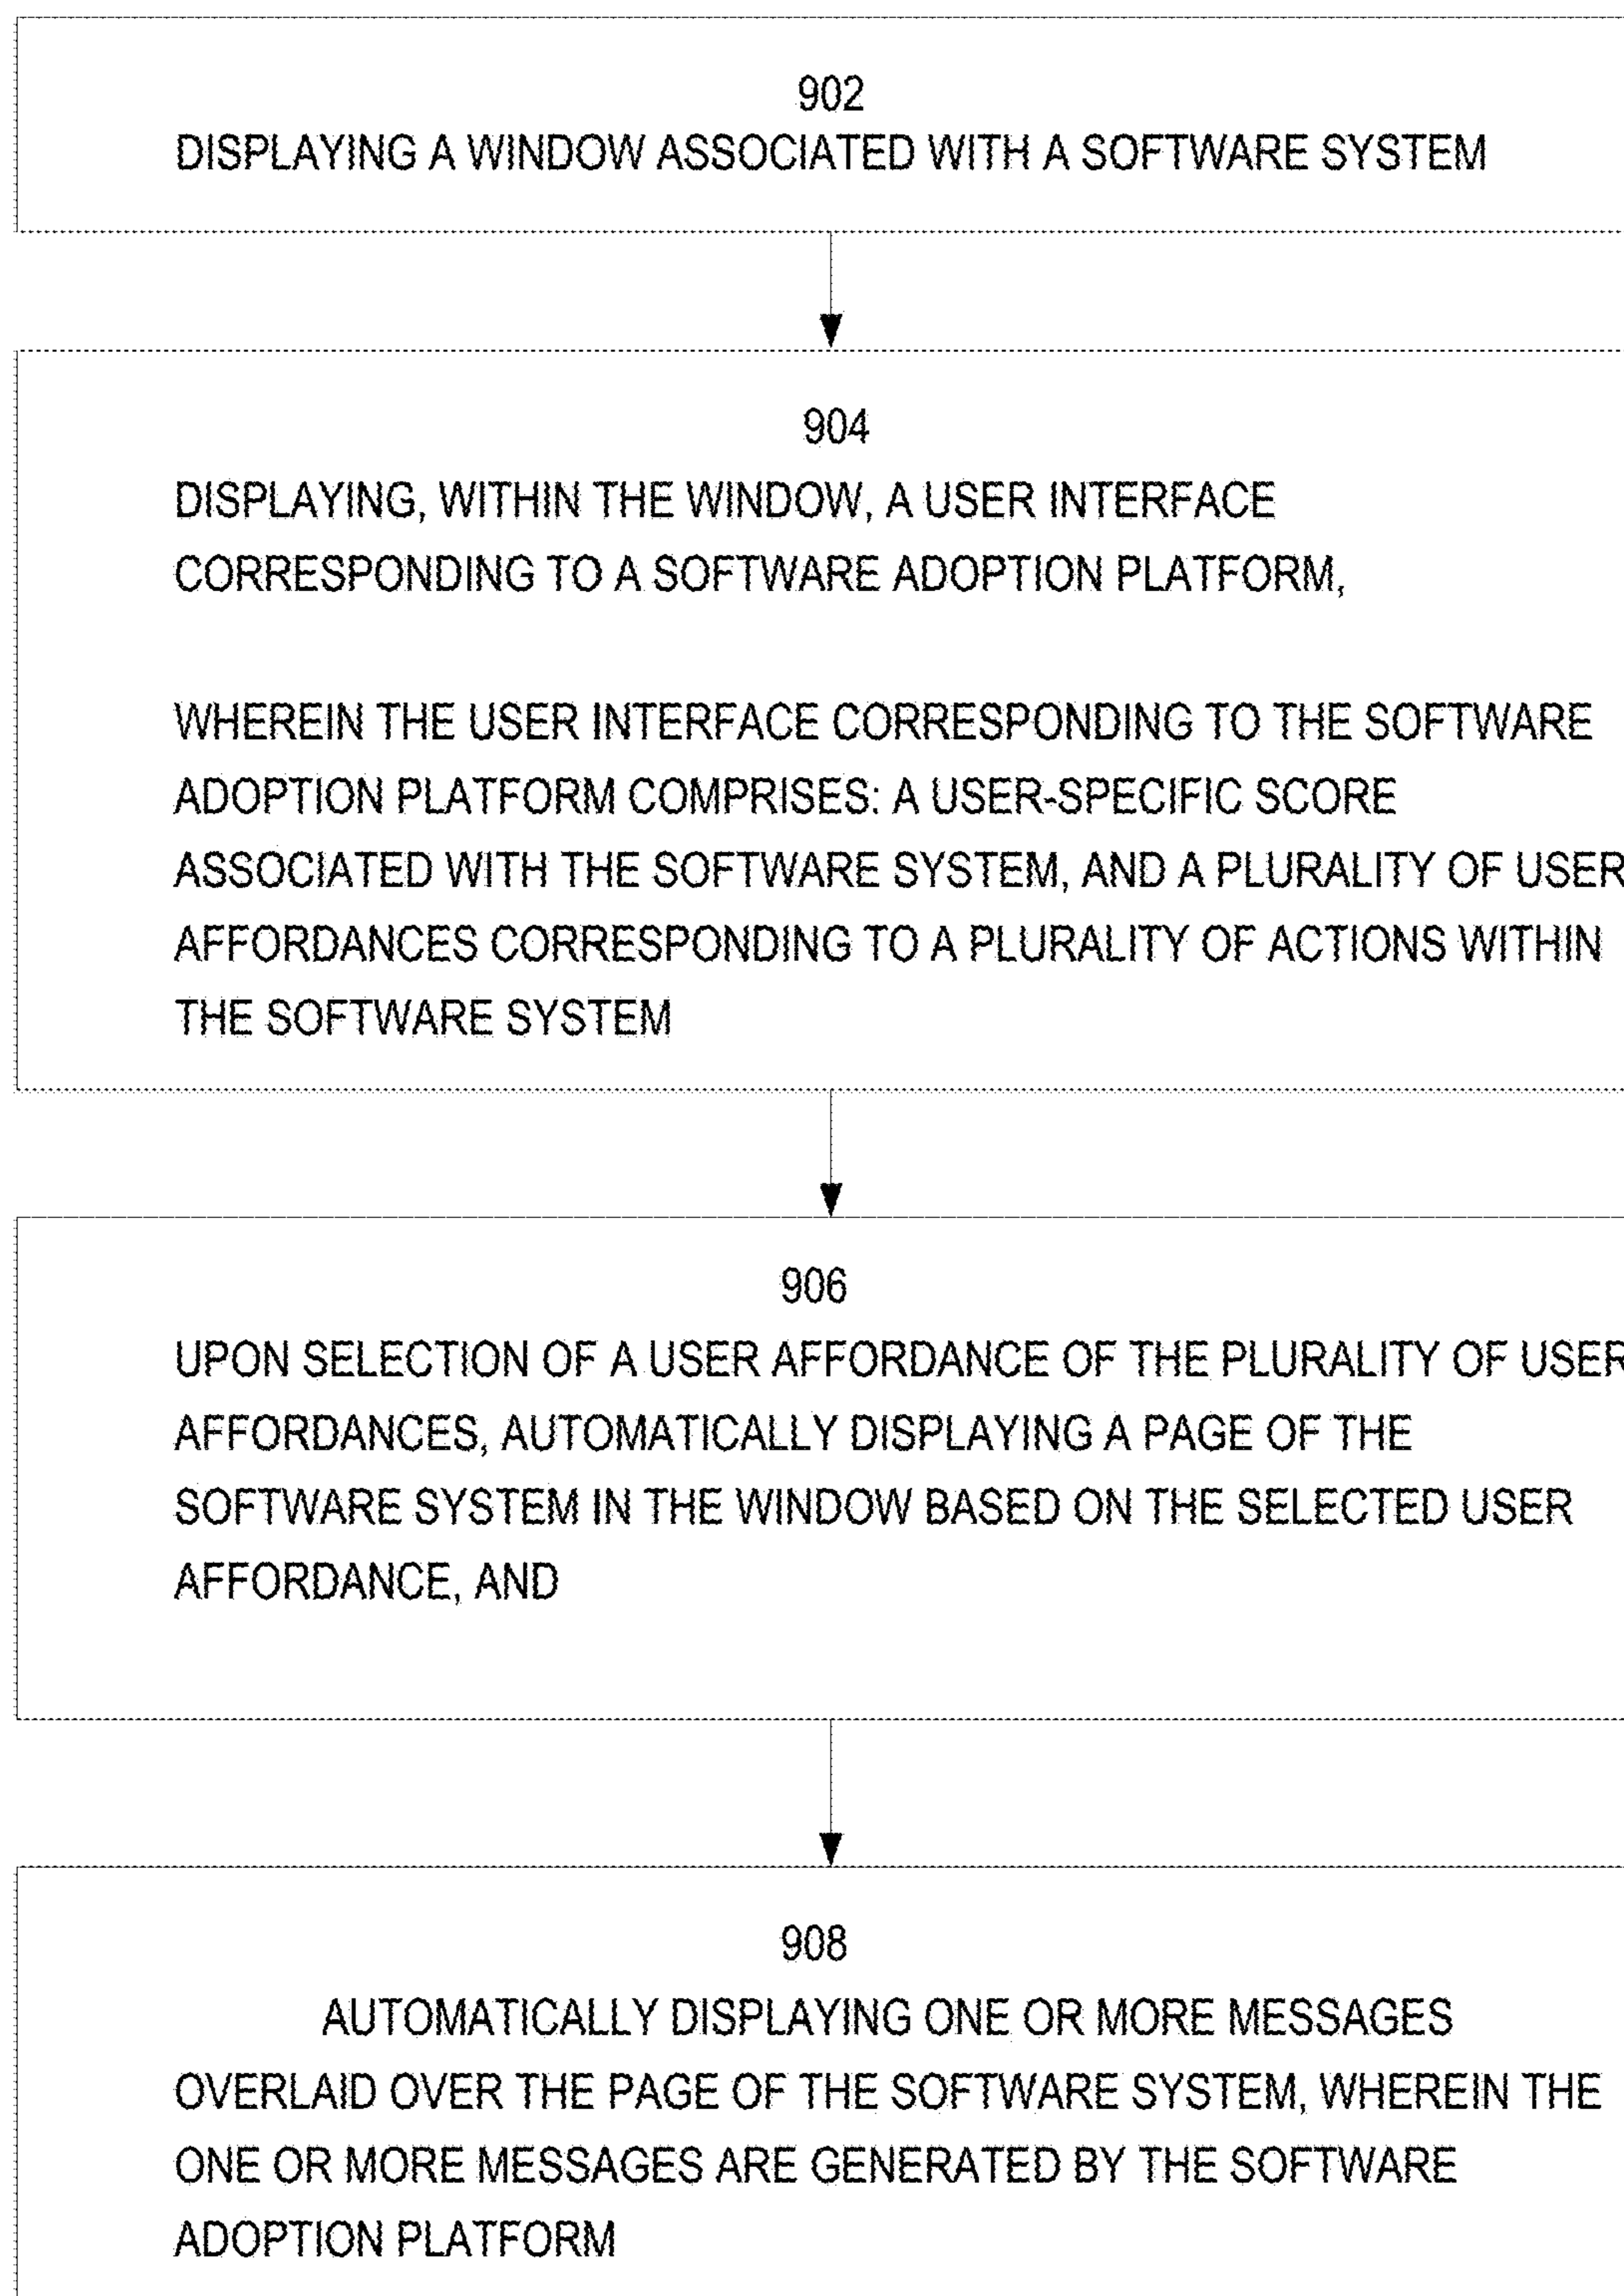 902
DISPLAYING A WINDOW ASSOCIATED WITH A SOFTWARE SYSTEM
904
DISPLAYING, WITHIN THE WINDOW, A USER INTERFACE
CORRESPONDING TO A SOFTWARE ADOPTION PLATFORM,
WHEREIN THE USER INTERFACE CORRESPONDING TO THE SOFTWARE
ADOPTION PLATFORM COMPRISES: A USER-SPECIFIC SCORE
ASSOCIATED WITH THE SOFTWARE SYSTEM, AND A PLURALITY OF USER
AFFORDANCES CORRESPONDING TO A PLURALITY OF ACTIONS WITHIN
THE SOFTWARE SYSTEM
906
UPON SELECTION OF A USER AFFORDANCE OF THE PLURALITY OF USER
AFFORDANCES, AUTOMATICALLY DISPLAYING A PAGE OF THE
SOFTWARE SYSTEM IN THE WINDOW BASED ON THE SELECTED USER
AFFORDANCE, AND
908
AUTOMATICALLY DISPLAYING ONE OR MORE MESSAGES
OVERLAID OVER THE PAGE OF THE SOFTWARE SYSTEM, WHEREIN THE
ONE OR MORE MESSAGES ARE GENERATED BY THE SOFTWARE
ADOPTION PLATFORM